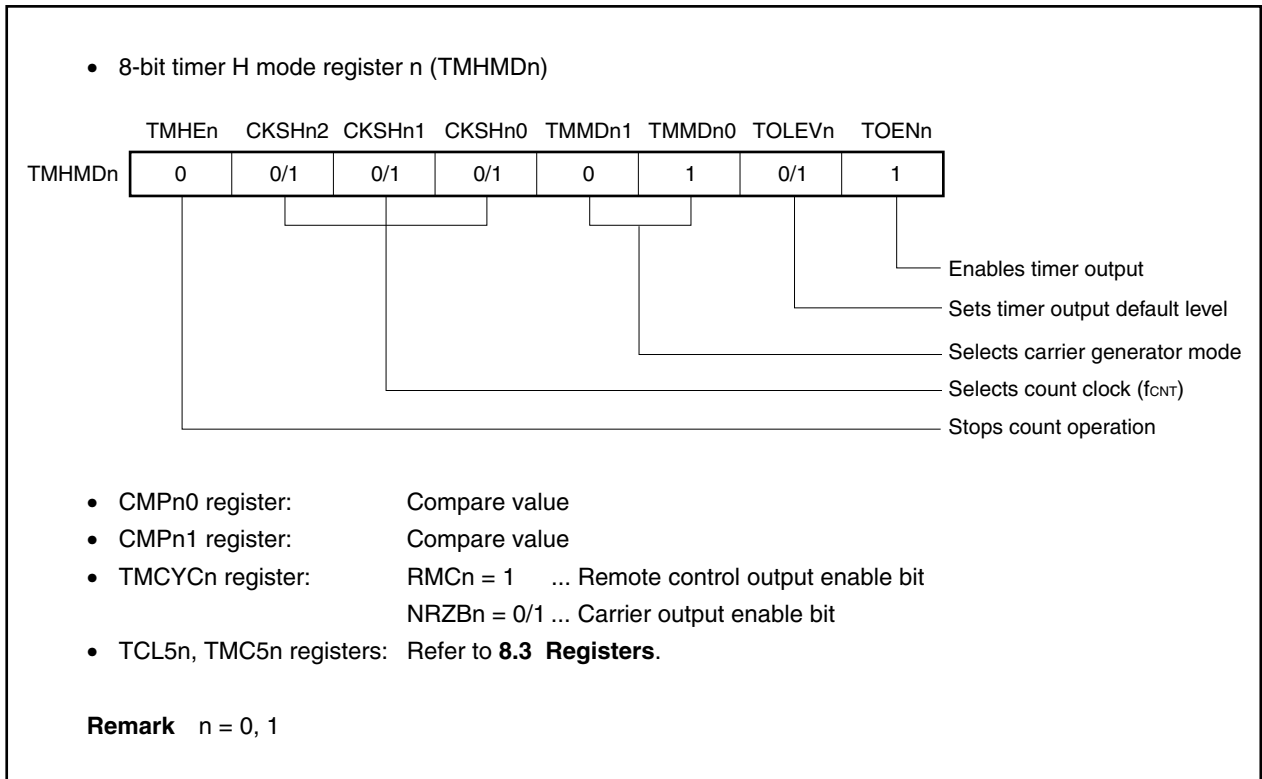 • 8-bit timer H mode register n (TMHMDn)
TMHEn CKSHn2 CKSHn1 CKSHn0 TMMDn1 TMMDn0 TOLEVn TOENn
TMHMDn 0 0/1 0/1 0/1 0 1 0/1 1
Enables timer output
Sets timer output default level
Selects carrier generator mode
Selects count clock (fCNT)
Stops count operation
• CMPn0 register: Compare value
• CMPn1 register: Compare value
• TMCYCn register: RMCn = 1 ... Remote control output enable bit
NRZBn = 0/1 ... Carrier output enable bit
• TCL5n, TMC5n registers: Refer to 8.3 Registers.
Remark n = 0, 1